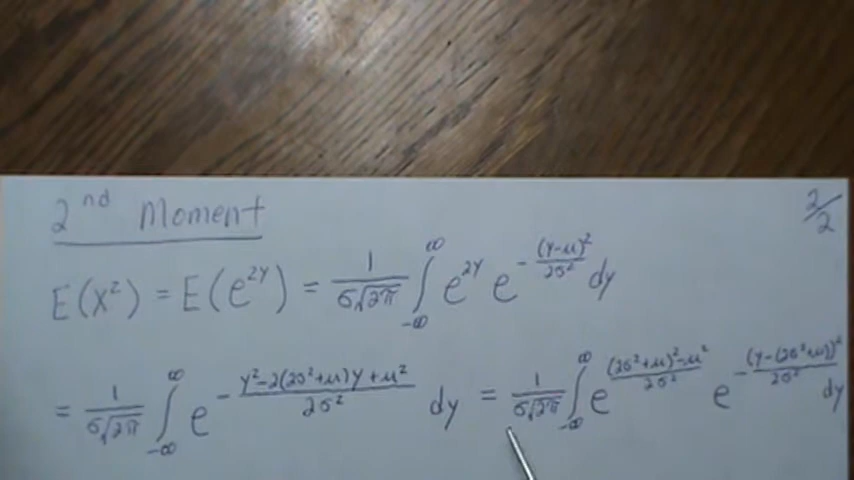 2nd Moment
2/2
E(X²) = E(e^{2Y}) = 1/(σ√2π) ∫_{-∞}^{∞} e^{2Y} e^{-(Y-μ)²/2σ²} dy
= 1/(σ√2π) ∫_{-∞}^{∞} e^{-(Y²-2(2σ²+μ)Y+μ²)/2σ²} dy = 1/(σ√2π) ∫_{-∞}^{∞} e^{((2σ²+μ)²-μ²)/2σ²} e^{-(Y-(2σ²+μ))²/2σ²} dy